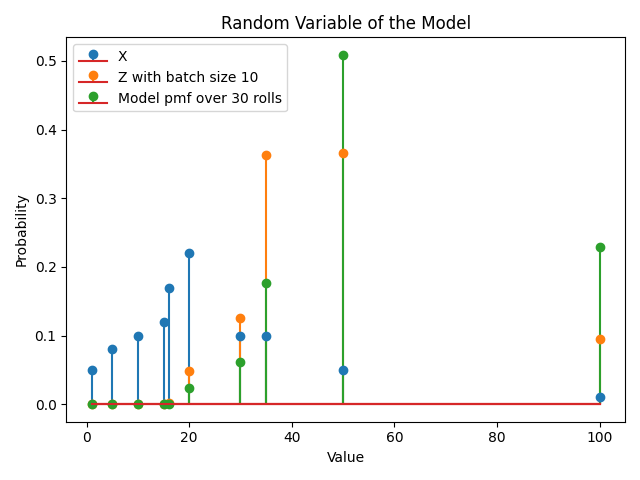 Random Variable of the Model
X
Z with batch size 10
Model pmf over 30 rolls
Probability
0.5
0.4
0.3
0.2
0.1
0.0
0 20 40 60 80 100
Value